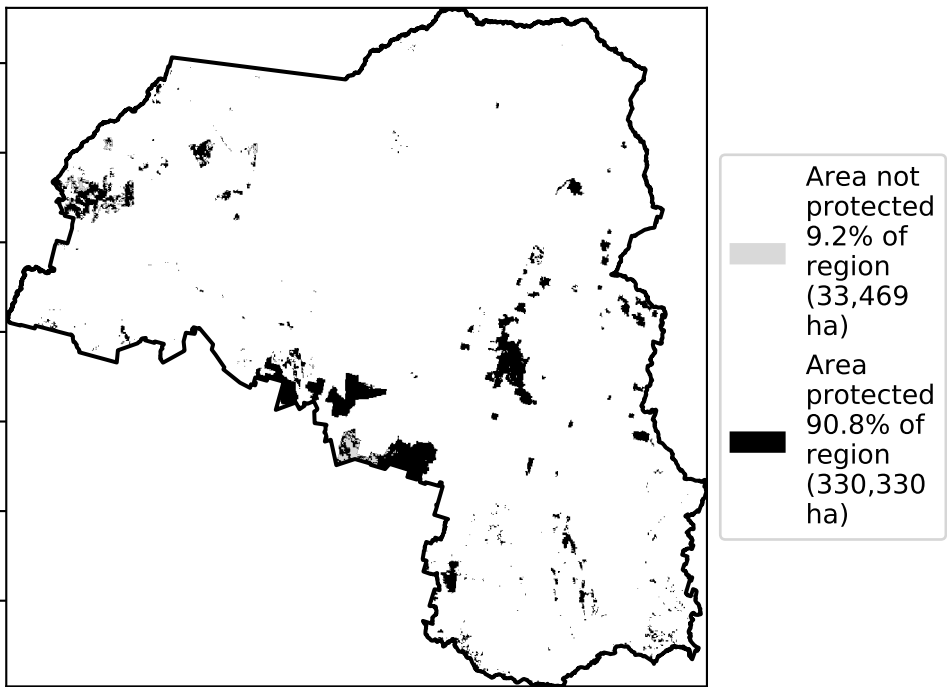 Area not
protected
9.2% of
region
(33,469
ha)
Area
protected
90.8% of
region
(330,330
ha)